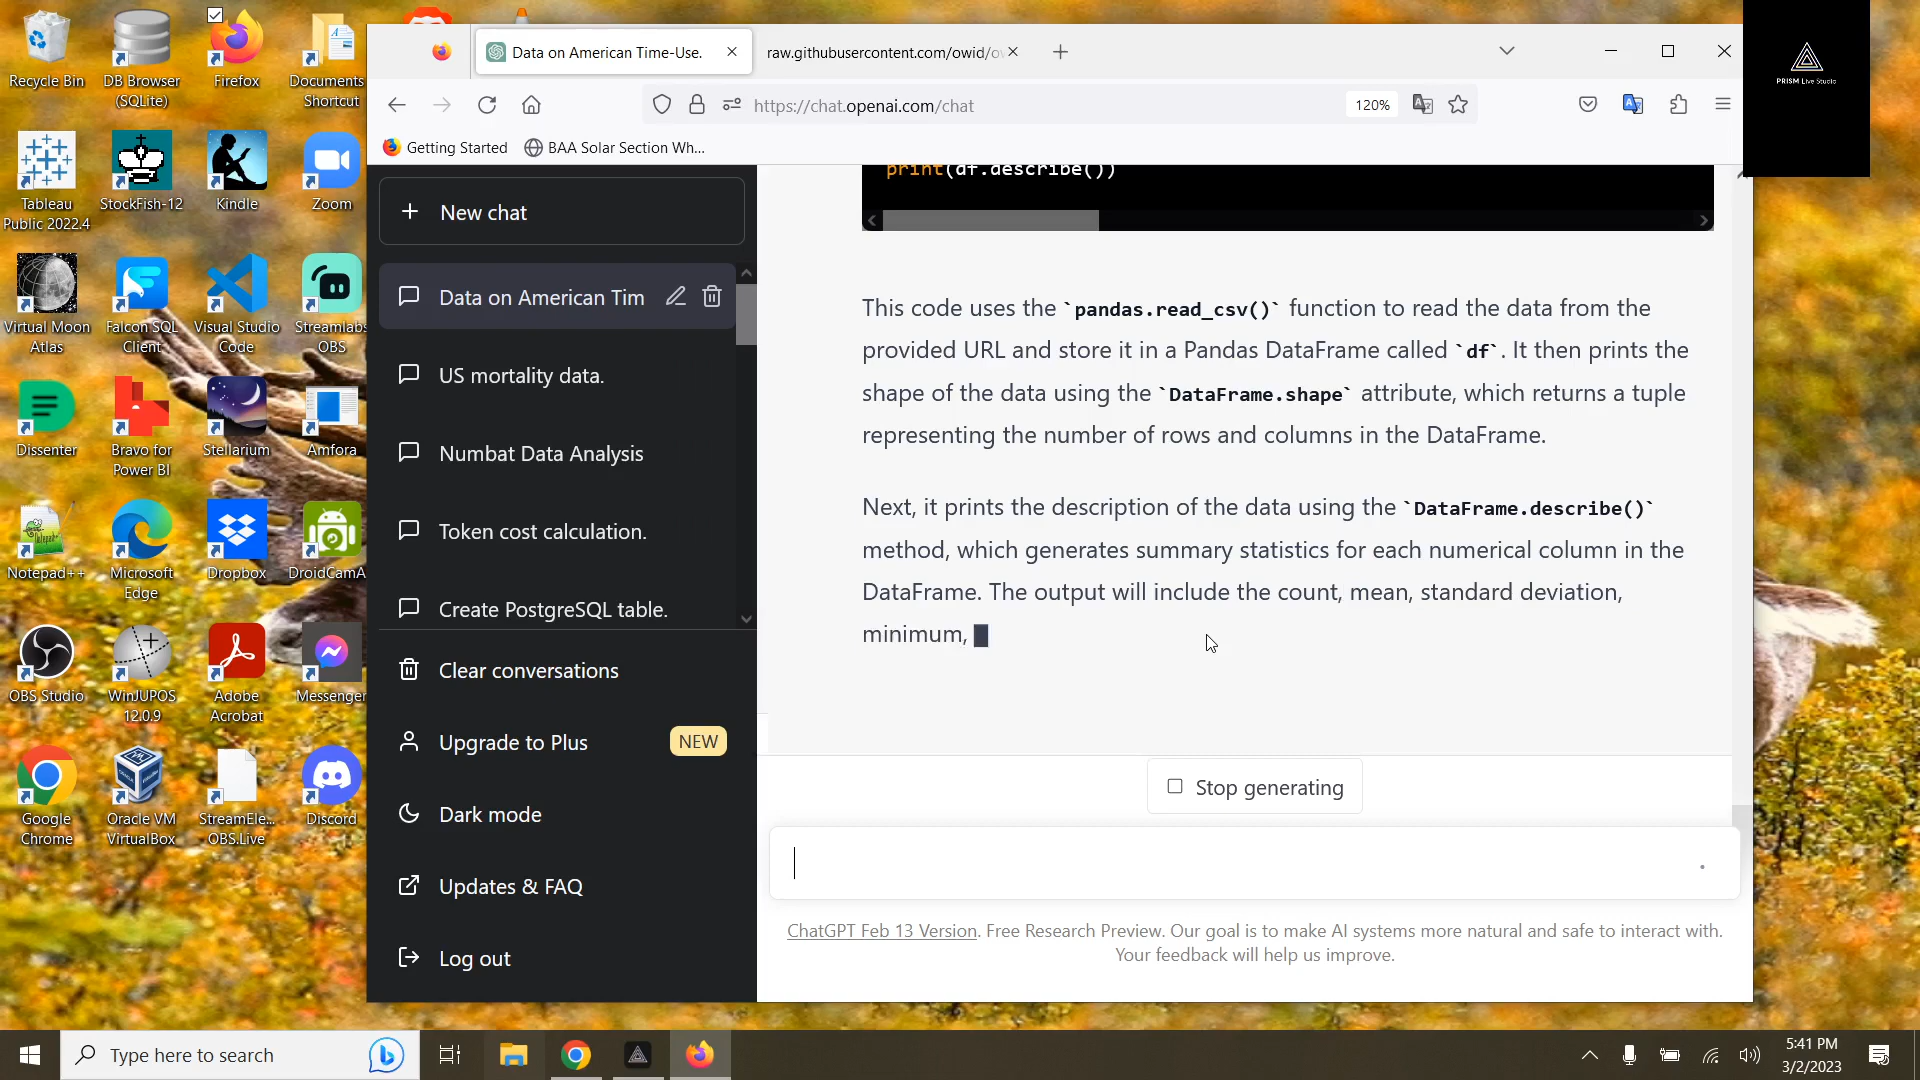 Recycle Bin
DB Browser
(SQLite)
Firefox
Documents
Shortcut
Tableau
Public 2022.4
StockFish-12
Kindle
Zoom
Virtual Moon
Atlas
Falcon SQL
Client
Visual Studio
Code
Streamlabs
OBS
Dissenter
Bravo for
Power BI
Stellarium
Amfora
Notepad++
Microsoft
Edge
Dropbox
DroidCamA
OBS Studio
WinJUPOS
12.0.9
Adobe
Acrobat
Messenger
Google
Chrome
Oracle VM
VirtualBox
StreamEle...
OBS.Live
Discord
Data on American Time-Use.
raw.githubusercontent.com/owid/ow
https://chat.openai.com/chat
120%
Getting Started
BAA Solar Section Wh...
PRISM Live Studio
New chat
Data on American Tim
US mortality data.
Numbat Data Analysis
Token cost calculation.
Create PostgreSQL table.
Clear conversations
Upgrade to Plus
NEW
Dark mode
Updates & FAQ
Log out
print(df.describe())
This code uses the `pandas.read_csv()` function to read the data from the
provided URL and store it in a Pandas DataFrame called `df`. It then prints the
shape of the data using the `DataFrame.shape` attribute, which returns a tuple
representing the number of rows and columns in the DataFrame.
Next, it prints the description of the data using the `DataFrame.describe()`
method, which generates summary statistics for each numerical column in the
DataFrame. The output will include the count, mean, standard deviation,
minimum,
Stop generating
ChatGPT Feb 13 Version. Free Research Preview. Our goal is to make AI systems more natural and safe to interact with.
Your feedback will help us improve.
Type here to search
5:41 PM
3/2/2023